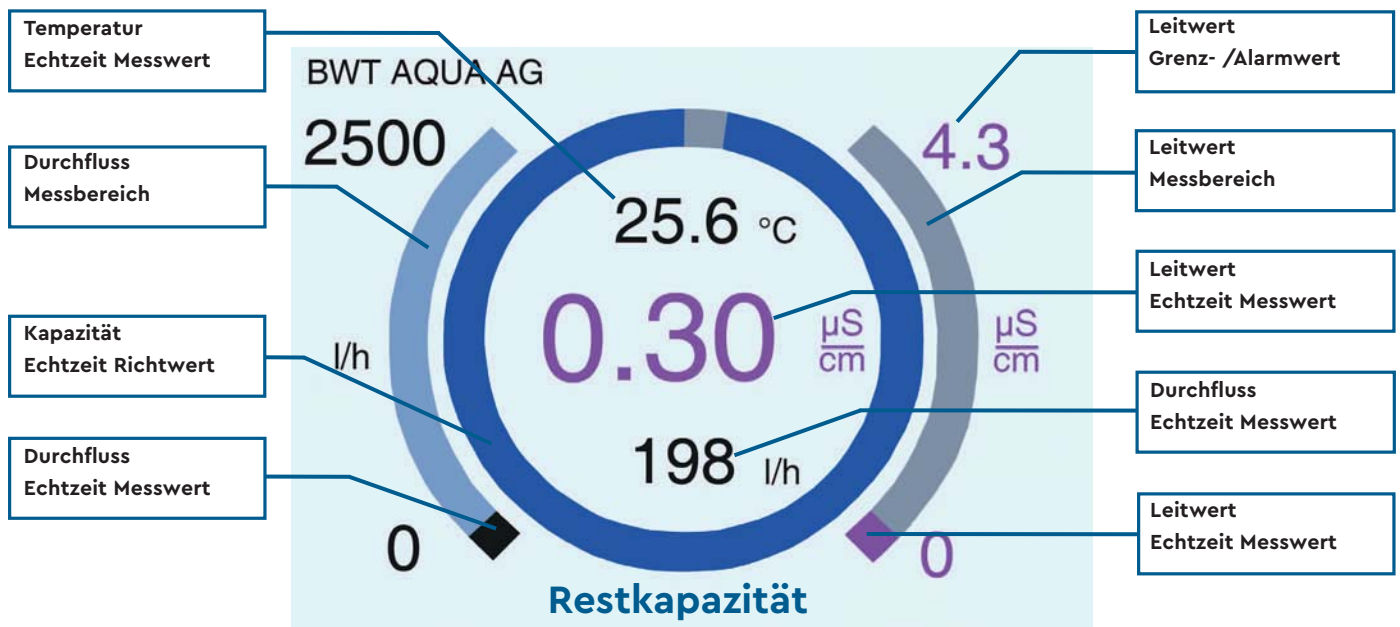 Temperatur
Echtzeit Messwert
Durchfluss
Messbereich
Kapazität
Echtzeit Richtwert
Durchfluss
Echtzeit Messwert
BWT AQUA AG
2500
l/h
0
25.6 °C
0.30 µS/cm
198 l/h
4.3
µS/cm
0
Restkapazität
Leitwert
Grenz- /Alarmwert
Leitwert
Messbereich
Leitwert
Echtzeit Messwert
Durchfluss
Echtzeit Messwert
Leitwert
Echtzeit Messwert